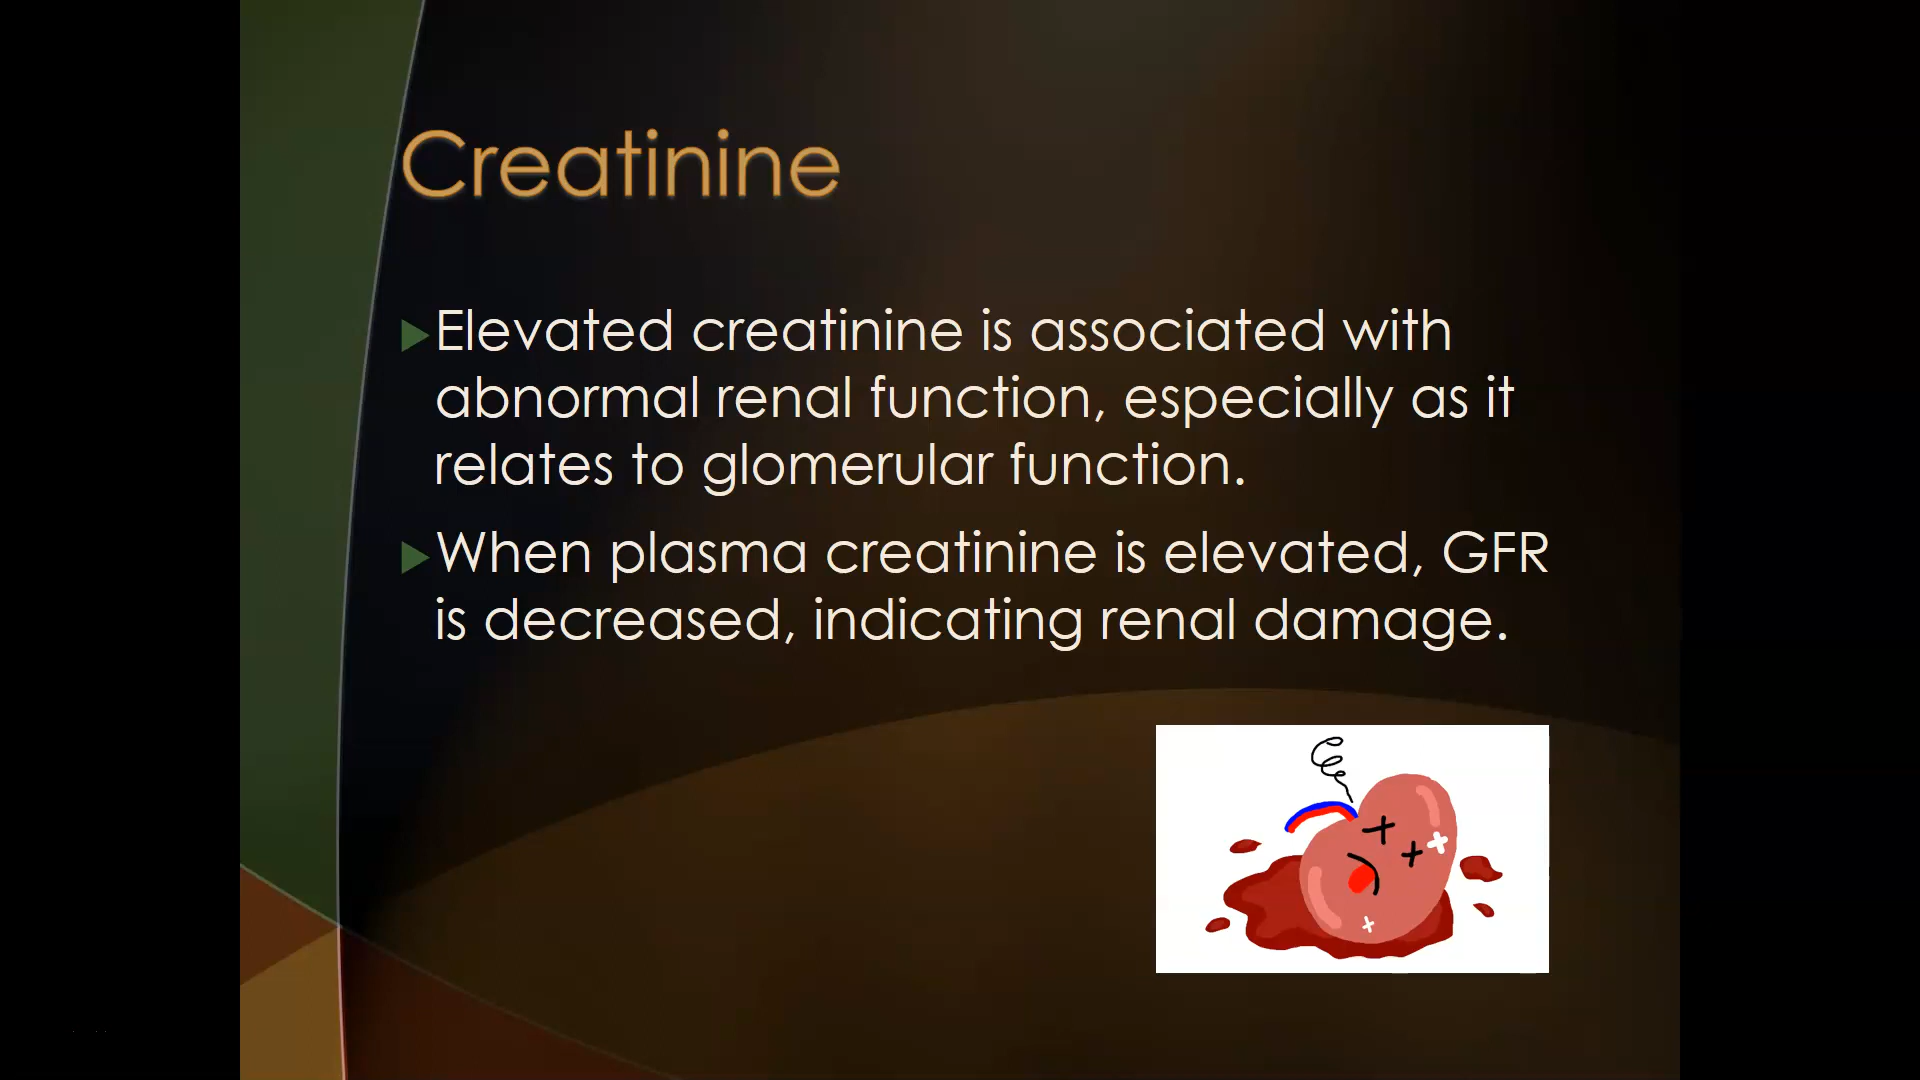 Creatinine
Elevated creatinine is associated with
abnormal renal function, especially as it
relates to glomerular function.
When plasma creatinine is elevated, GFR
is decreased, indicating renal damage.